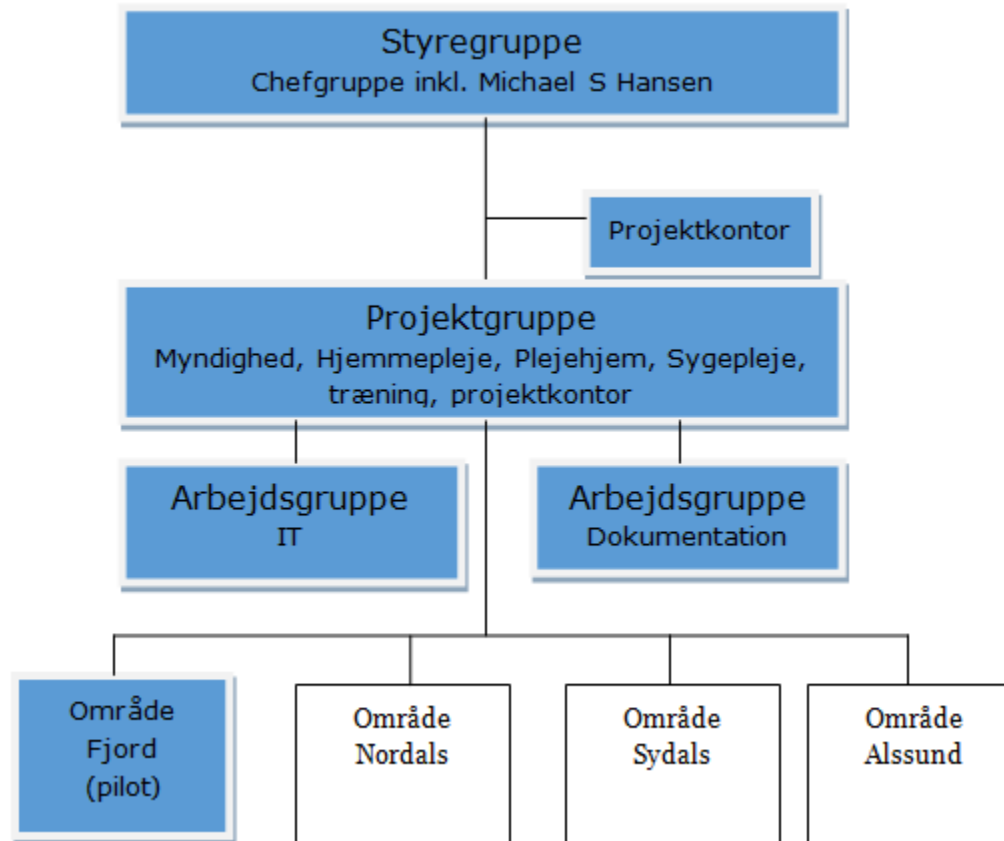 Styregruppe
Chefgruppe inkl. Michael S Hansen
Projektkontor
Projektgruppe
Myndighed, Hjemmepleje, Plejehjem, Sygepleje,
træning, projektkontor
Arbejdsgruppe
IT
Arbejdsgruppe
Dokumentation
Område
Fjord
(pilot)
Område
Nordals
Område
Sydals
Område
Alssund